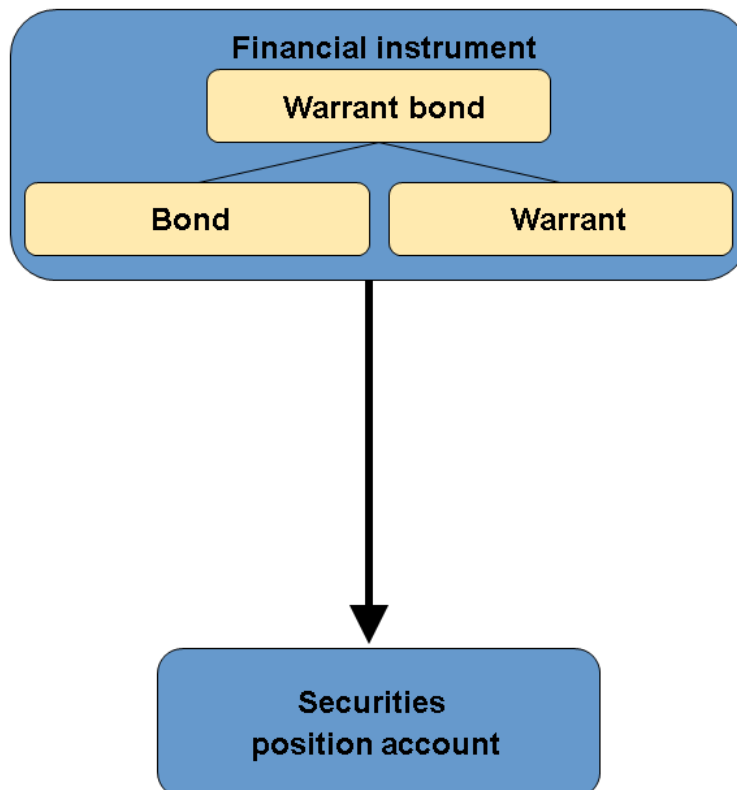 Financial instrument
Warrant bond
Bond
Warrant
Securities
position account